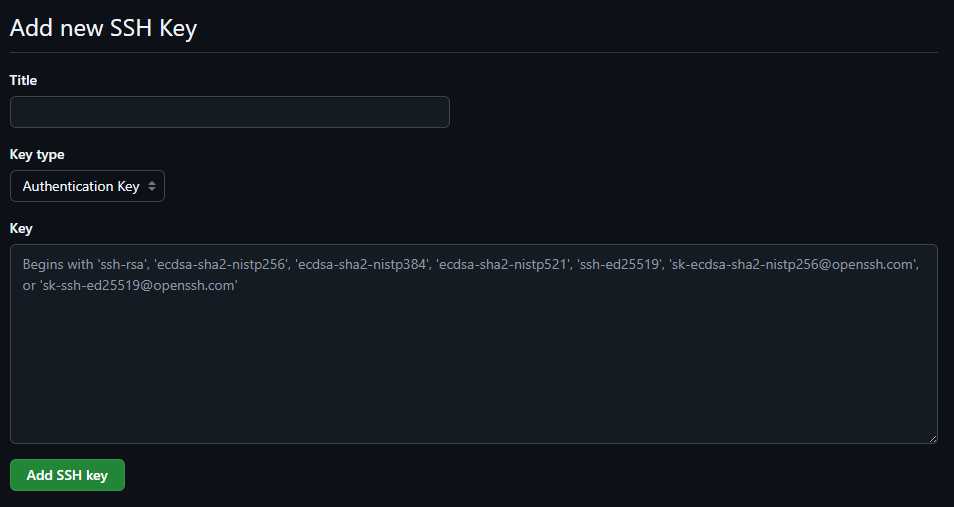 Add new SSH Key
Title
Key type
Authentication Key
Key
Begins with 'ssh-rsa', 'ecdsa-sha2-nistp256', 'ecdsa-sha2-nistp384', 'ecdsa-sha2-nistp521', 'ssh-ed25519', 'sk-ecdsa-sha2-nistp256@openssh.com',
or 'sk-ssh-ed25519@openssh.com'
Add SSH key